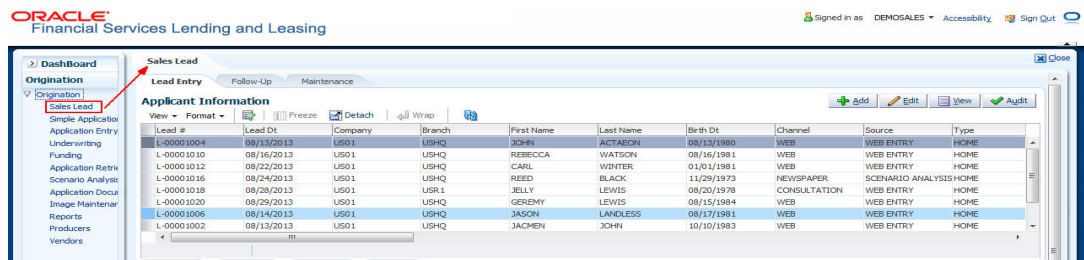 ORACLE®
Financial Services Lending and Leasing
Signed in as DEMOSALES Accessibility Sign Out
DashBoard
Origination
Origination
Sales Lead
Simple Application
Application Entry
Underwriting
Funding
Application Retrie
Scenario Analysis
Application Docu
Image Maintenan
Reports
Producers
Vendors
Sales Lead Close
Lead Entry Follow-Up Maintenance
Applicant Information Add Edit View Audit
View Format Freeze Detach Wrap
Lead # Lead Dt Company Branch First Name Last Name Birth Dt Channel Source Type
L-00001004 08/13/2013 US01 USHQ JOHN ACTAEON 08/13/1980 WEB WEB ENTRY HOME
L-00001010 08/16/2013 US01 USHQ REBECCA WATSON 08/16/1981 WEB WEB ENTRY HOME
L-00001012 08/22/2013 US01 USHQ CARL WINTER 01/01/1981 WEB WEB ENTRY HOME
L-00001016 08/24/2013 US01 USHQ REED BLACK 11/29/1973 NEWSPAPER SCENARIO ANALYSIS HOME
L-00001018 08/28/2013 US01 USR1 JELLY LEWIS 08/20/1978 CONSULTATION WEB ENTRY HOME
L-00001020 08/29/2013 US01 USHQ GEREMY LEWIS 08/15/1984 WEB WEB ENTRY HOME
L-00001006 08/14/2013 US01 USHQ JASON LANDLESS 08/17/1981 WEB WEB ENTRY HOME
L-00001002 08/13/2013 US01 USHQ JACMEN JOHN 10/10/1983 WEB WEB ENTRY HOME